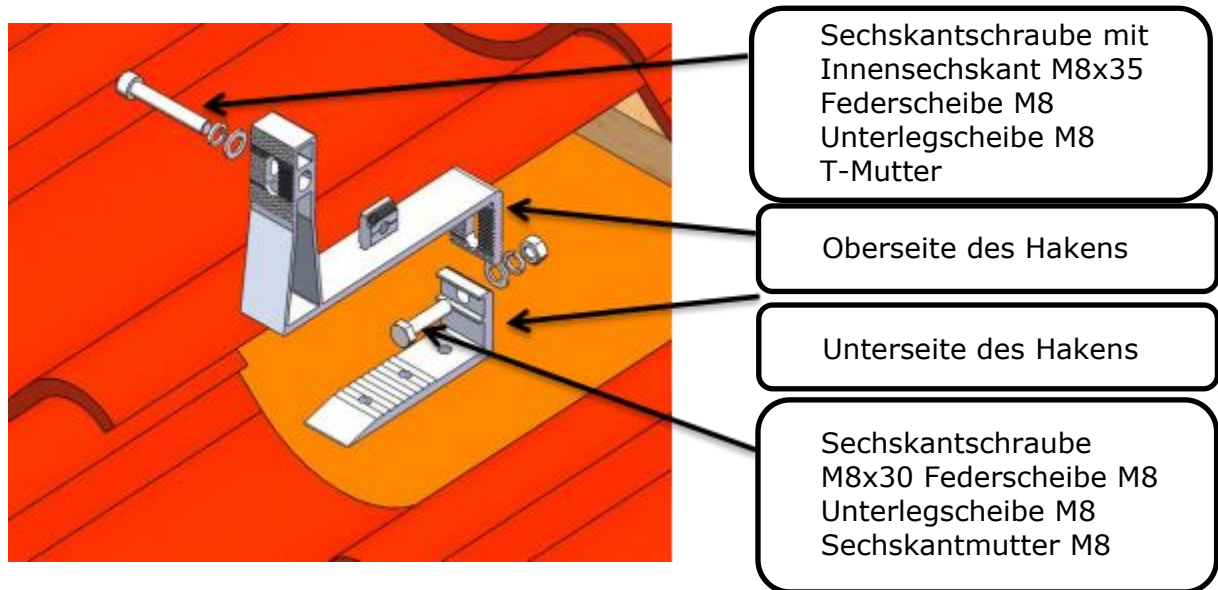 Sechskantschraube mit
Innensechskant M8x35
Federscheibe M8
Unterlegscheibe M8
T-Mutter
Oberseite des Hakens
Unterseite des Hakens
Sechskantschraube
M8x30 Federscheibe M8
Unterlegscheibe M8
Sechskantmutter M8